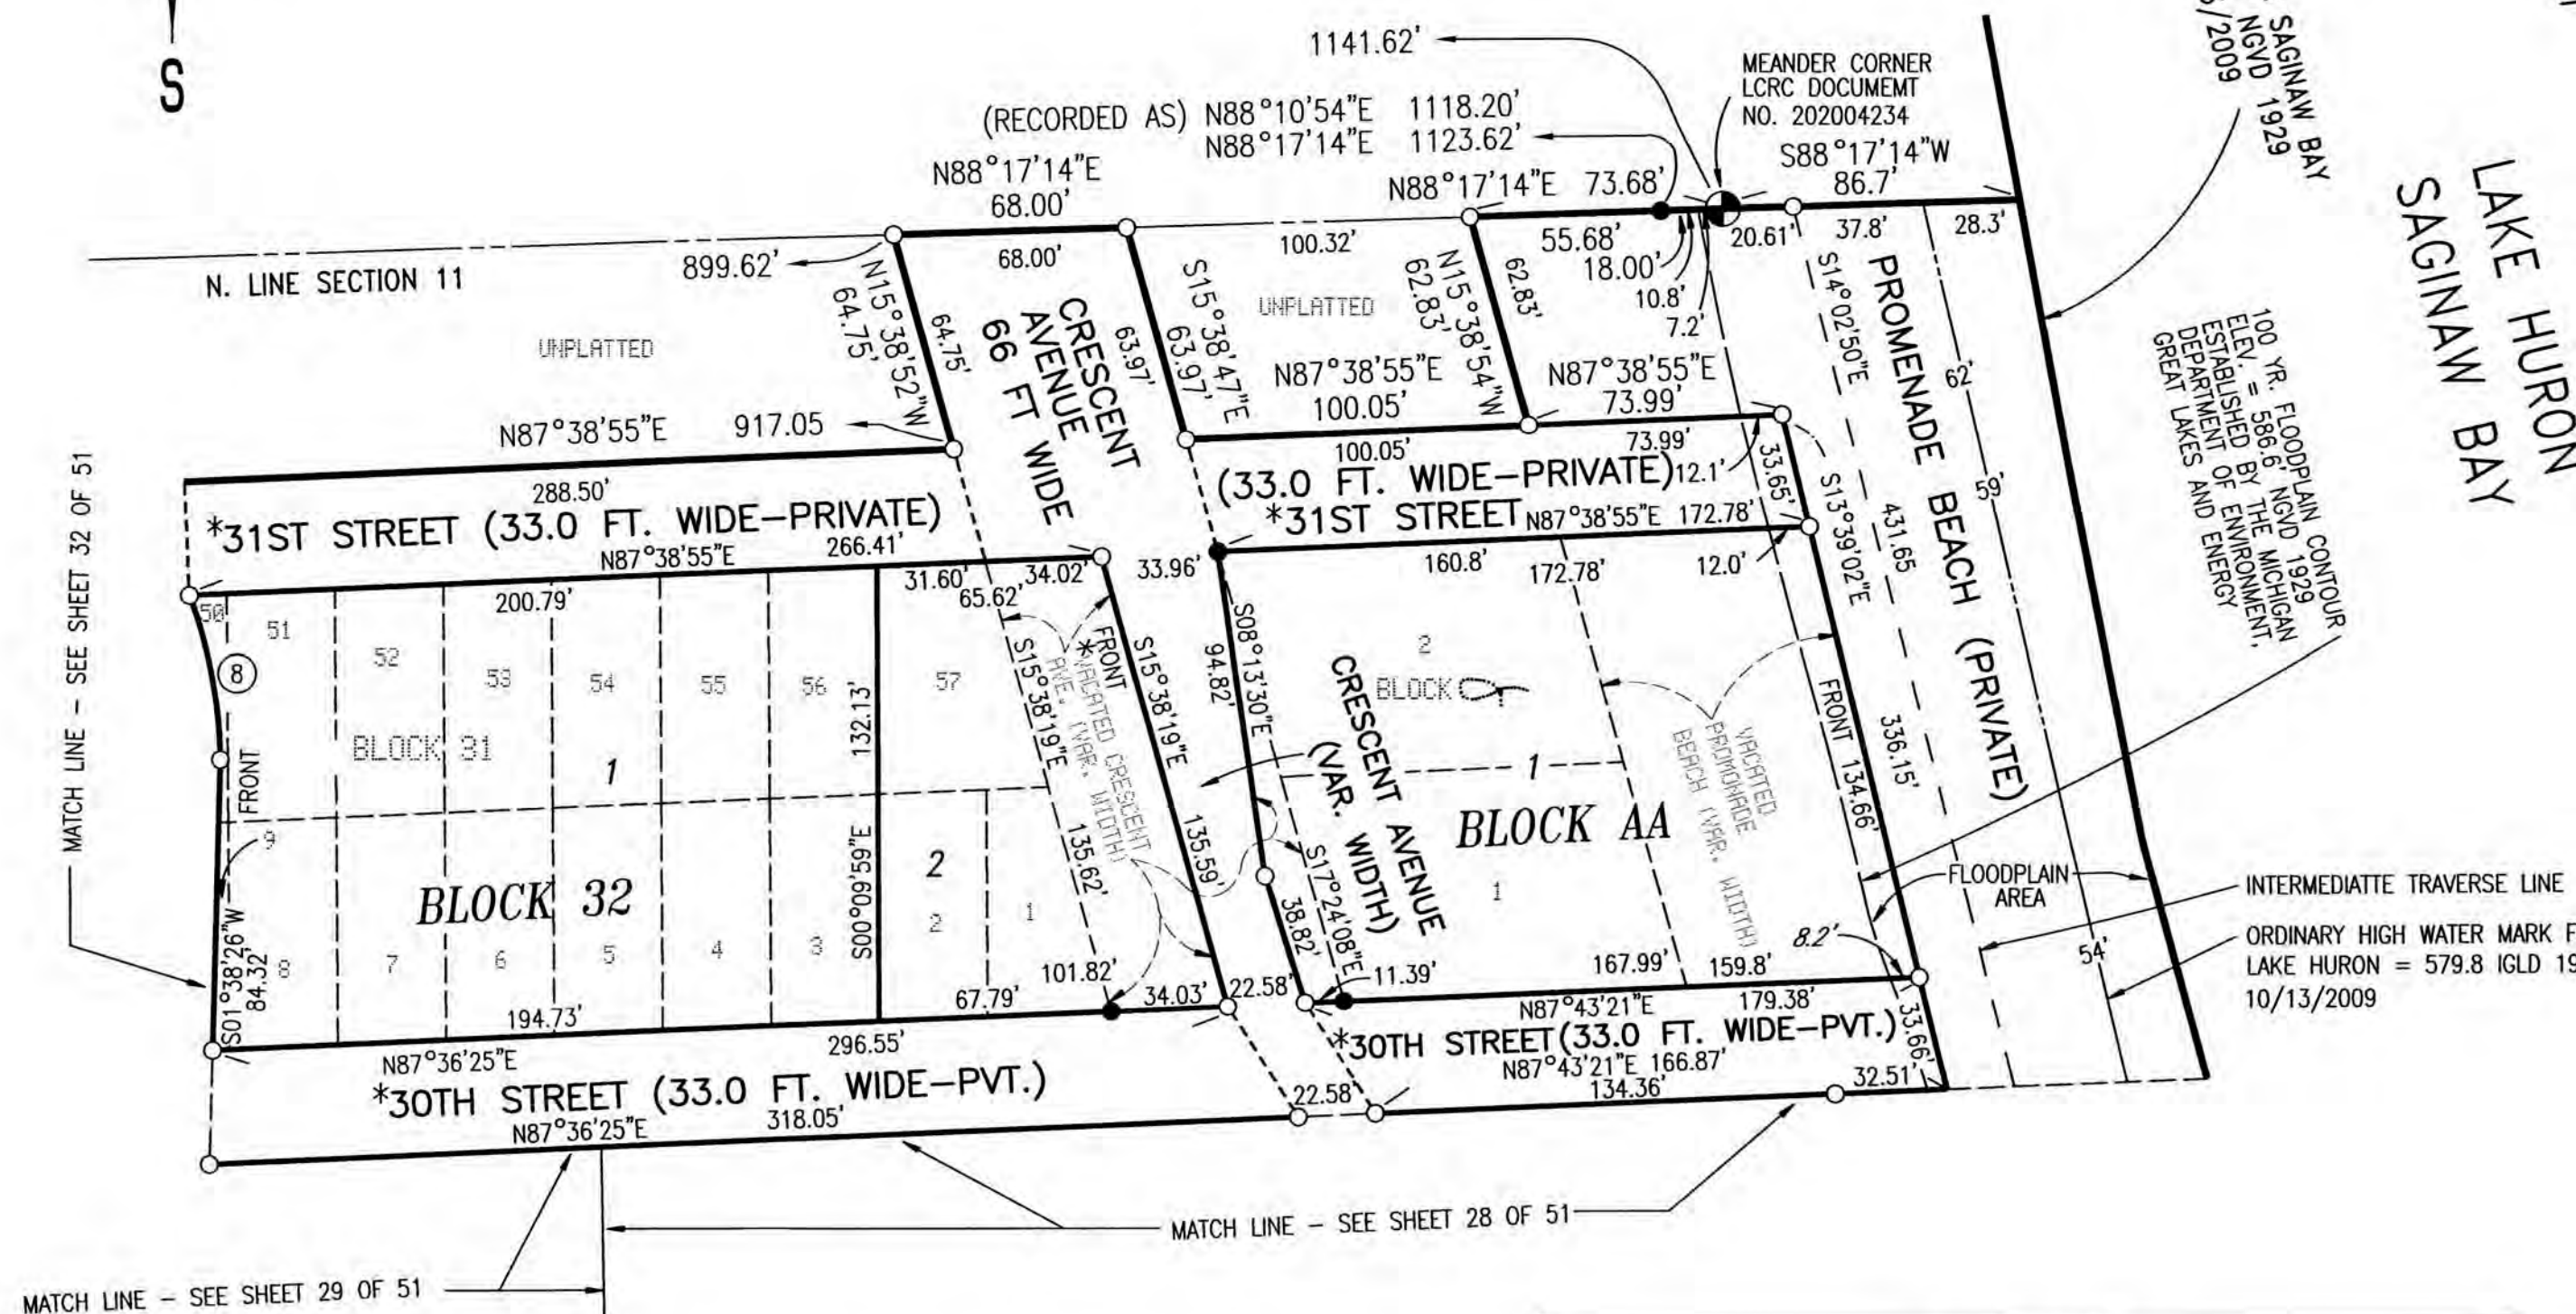 S
1141.62'
(RECORDED AS) N88°10'54"E 1118.20'
N88°17'14"E 1123.62'
MEANDER CORNER
LCRC DOCUMEMT
NO. 202004234
SAGINAW BAY
NGVD 1929
/2009
LAKE HURON
SAGINAW BAY
N88°17'14"E
68.00'
N88°17'14"E 73.68'
S88°17'14"W
86.7'
N. LINE SECTION 11
899.62'
68.00'
100.32'
55.68'
18.00'
10.8'
7.2'
20.61'
37.8'
28.3'
UNPLATTED
N15°38'52"W
64.75'
64.75'
CRESCENT
AVENUE
66 FT WIDE
63.97'
S15°38'47"E
63.97'
UNPLATTED
N15°38'54"W
62.83'
62.83'
S14°02'50"E
PROMENADE BEACH (PRIVATE)
62'
59'
54'
100 YR. FLOODPLAIN CONTOUR
ELEV. = 586.6' NGVD 1929
ESTABLISHED BY THE MICHIGAN
DEPARTMENT OF ENVIRONMENT,
GREAT LAKES AND ENERGY
N87°38'55"E 917.05
N87°38'55"E
100.05'
N87°38'55"E
73.99'
288.50'
100.05'
73.99'
*31ST STREET (33.0 FT. WIDE-PRIVATE)
(33.0 FT. WIDE-PRIVATE)
12.1'
*31ST STREET
N87°38'55"E 172.78'
33.65'
S13°39'02"E
431.65
N87°38'55"E
266.41'
31.60'
34.02'
65.62'
33.96'
160.8'
172.78'
12.0'
MATCH LINE - SEE SHEET 32 OF 51
200.79'
50
51
52
53
54
55
56
57
8
FRONT
BLOCK 31
1
132.13'
S00°09'59"E
S15°38'19"E
135.62'
*VACATED CRESCENT
AVE. (VAR. WIDTH)
FRONT
S15°38'19"E
135.59'
94.82'
S08°13'30"E
CRESCENT AVENUE
(VAR. WIDTH)
2
BLOCK
1
BLOCK AA
VACATED
PROMONADE
BEACH (VAR. WIDTH)
FRONT 134.66'
336.15'
9
BLOCK 32
2
S01°38'26"W
84.32'
8
7
6
5
4
3
2
1
38.82'
S17°24'08"E
1
FLOODPLAIN
AREA
INTERMEDIATTE TRAVERSE LINE
ORDINARY HIGH WATER MARK F
LAKE HURON = 579.8 IGLD 19
10/13/2009
194.73'
67.79'
101.82'
34.03'
22.58'
11.39'
167.99'
159.8'
8.2'
N87°36'25"E
296.55'
N87°43'21"E
179.38'
*30TH STREET (33.0 FT. WIDE-PVT.)
*30TH STREET(33.0 FT. WIDE-PVT.)
33.66'
N87°36'25"E
318.05'
22.58'
N87°43'21"E 166.87'
134.36'
32.51'
MATCH LINE - SEE SHEET 28 OF 51
MATCH LINE - SEE SHEET 29 OF 51